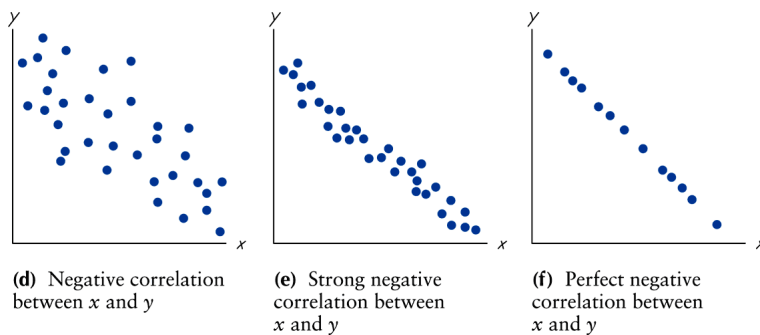 y
x
(d) Negative correlation
between x and y
y
x
(e) Strong negative
correlation between
x and y
y
x
(f) Perfect negative
correlation between
x and y